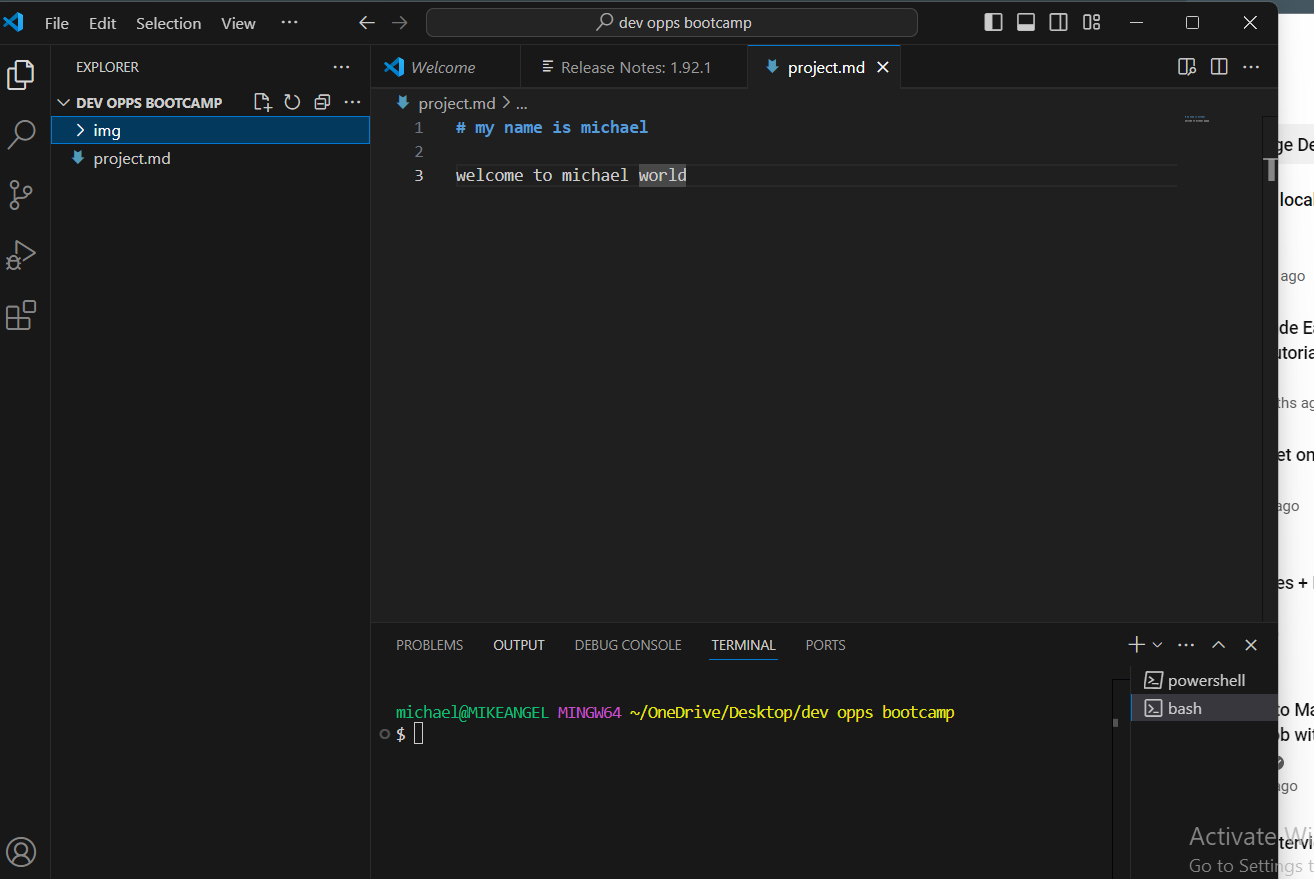 File Edit Selection View ... dev opps bootcamp
EXPLORER ...
Welcome Release Notes: 1.92.1 project.md
DEV OPPS BOOTCAMP ...
project.md > ...
img
project.md
1 # my name is michael
2
3 welcome to michael world
ge De
local
ago
de Ea
utoria
ths ag
et on
ago
es +
PROBLEMS OUTPUT DEBUG CONSOLE TERMINAL PORTS
powershell
bash
michael@MIKEANGEL MINGW64 ~/OneDrive/Desktop/dev opps bootcamp
$
to Ma
ob wit
ago
Activate Wi
tervi
Go to Settings t